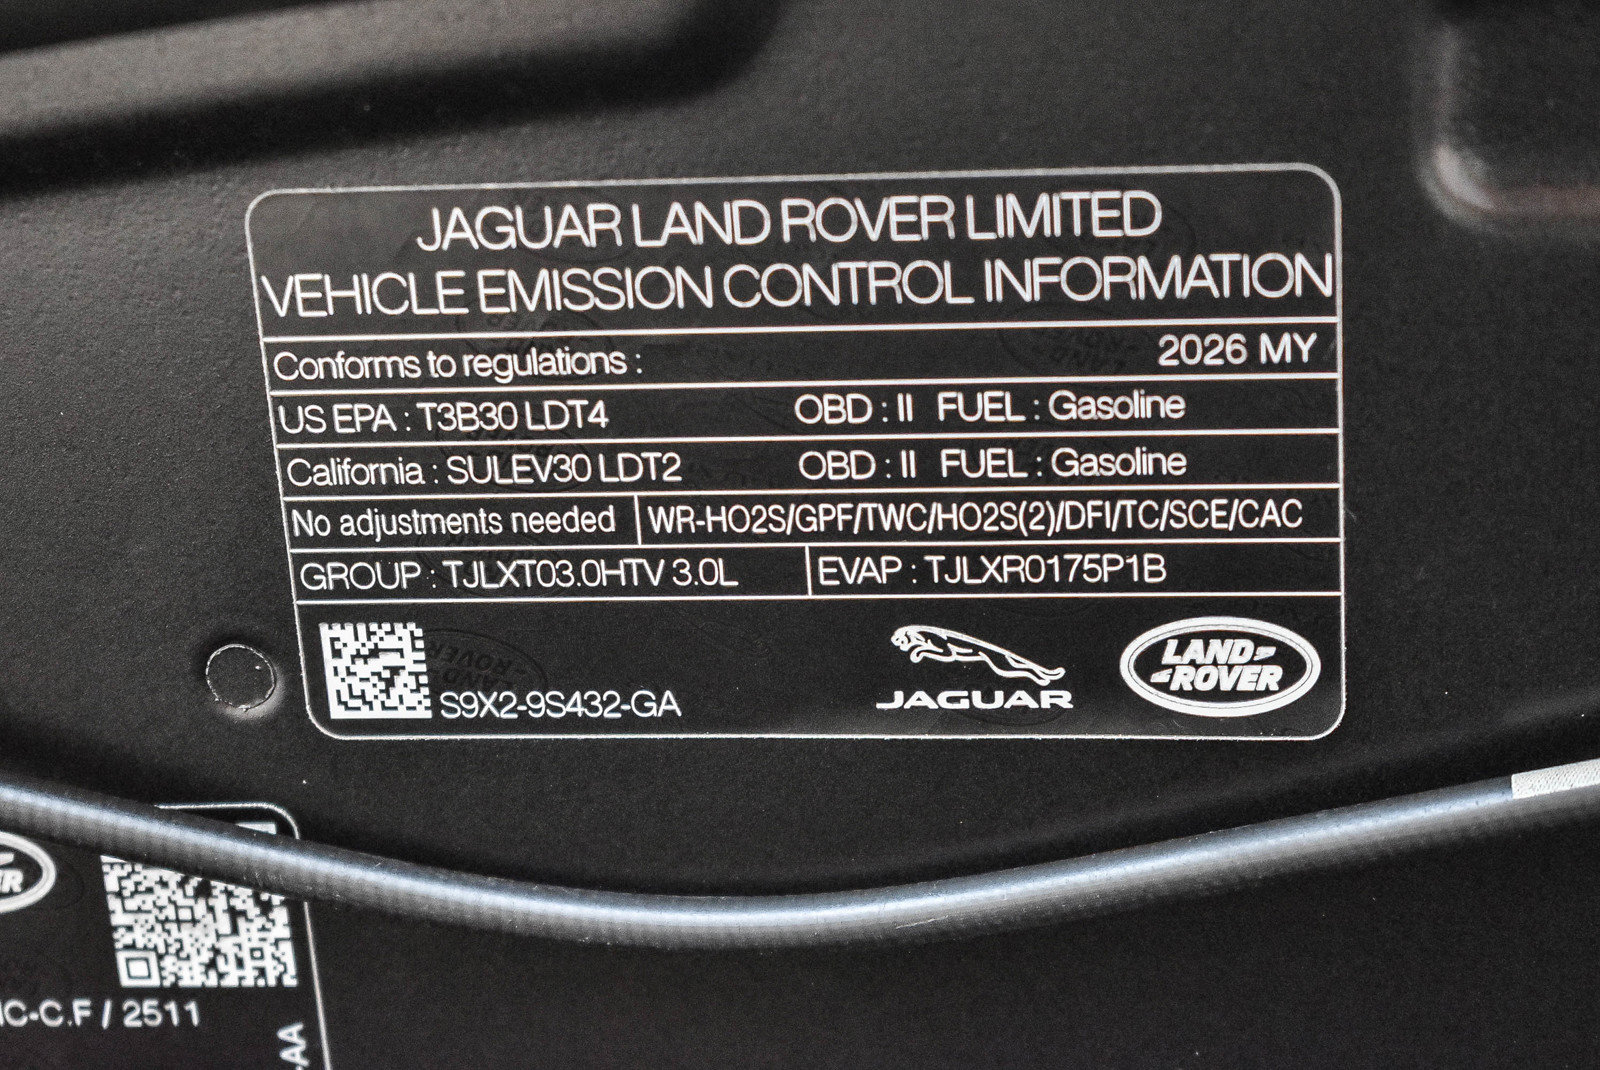 JAGUAR LAND ROVER LIMITED
VEHICLE EMISSION CONTROL INFORMATION
Conforms to regulations : 2026 MY
US EPA : T3B30 LDT4 OBD : II FUEL : Gasoline
California : SULEV30 LDT2 OBD : II FUEL : Gasoline
No adjustments needed WR-HO2S/GPF/TWC/HO2S(2)/DFI/TC/SCE/CAC
GROUP : TJLXT03.0HTV 3.0L EVAP : TJLXR0175P1B
S9X2-9S432-GA
JAGUAR
LAND
ROVER
C-C.F / 2511
-AA